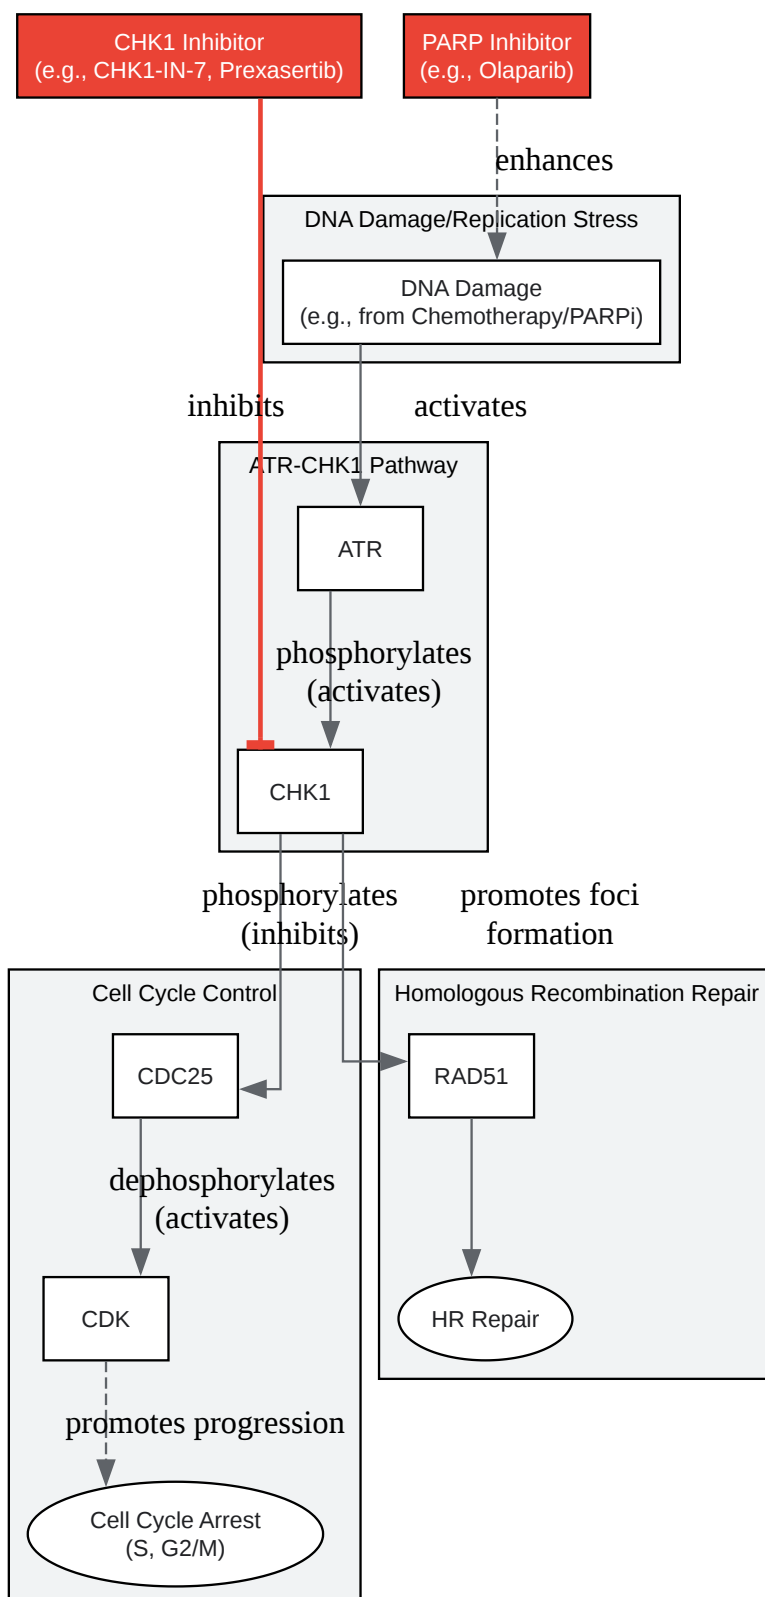 CHK1 Inhibitor
(e.g., CHK1-IN-7, Prexasertib)
PARP Inhibitor
(e.g., Olaparib)
enhances
DNA Damage/Replication Stress
DNA Damage
(e.g., from Chemotherapy/PARPi)
inhibits
activates
ATR-CHK1 Pathway
ATR
phosphorylates
(activates)
CHK1
phosphorylates
(inhibits)
promotes foci
formation
Cell Cycle Control
Homologous Recombination Repair
CDC25
RAD51
dephosphorylates
(activates)
CDK
HR Repair
promotes progression
Cell Cycle Arrest
(S, G2/M)